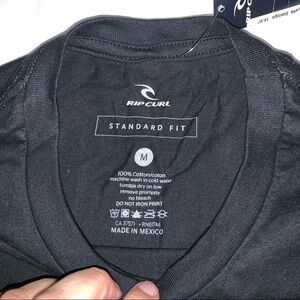 RIP CURL
STANDARD FIT
M
100% Cotton/coton
machine wash in cold water
tumble dry on low
remove promptly
no bleach
DO NOT IRON PRINT
MADE IN MEXICO